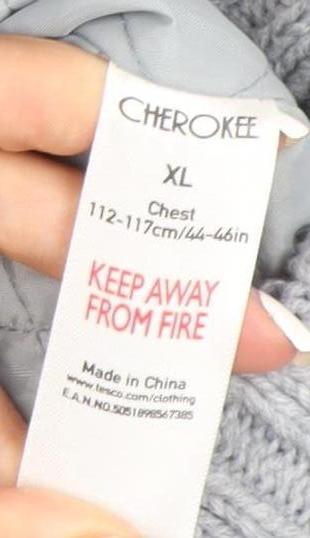 CHEROKEE
XL
Chest
112-117cm/44-46in
KEEP AWAY
FROM FIRE
Made in China
www.tesco.com/clothing
E.A.N.NO.5051898567385